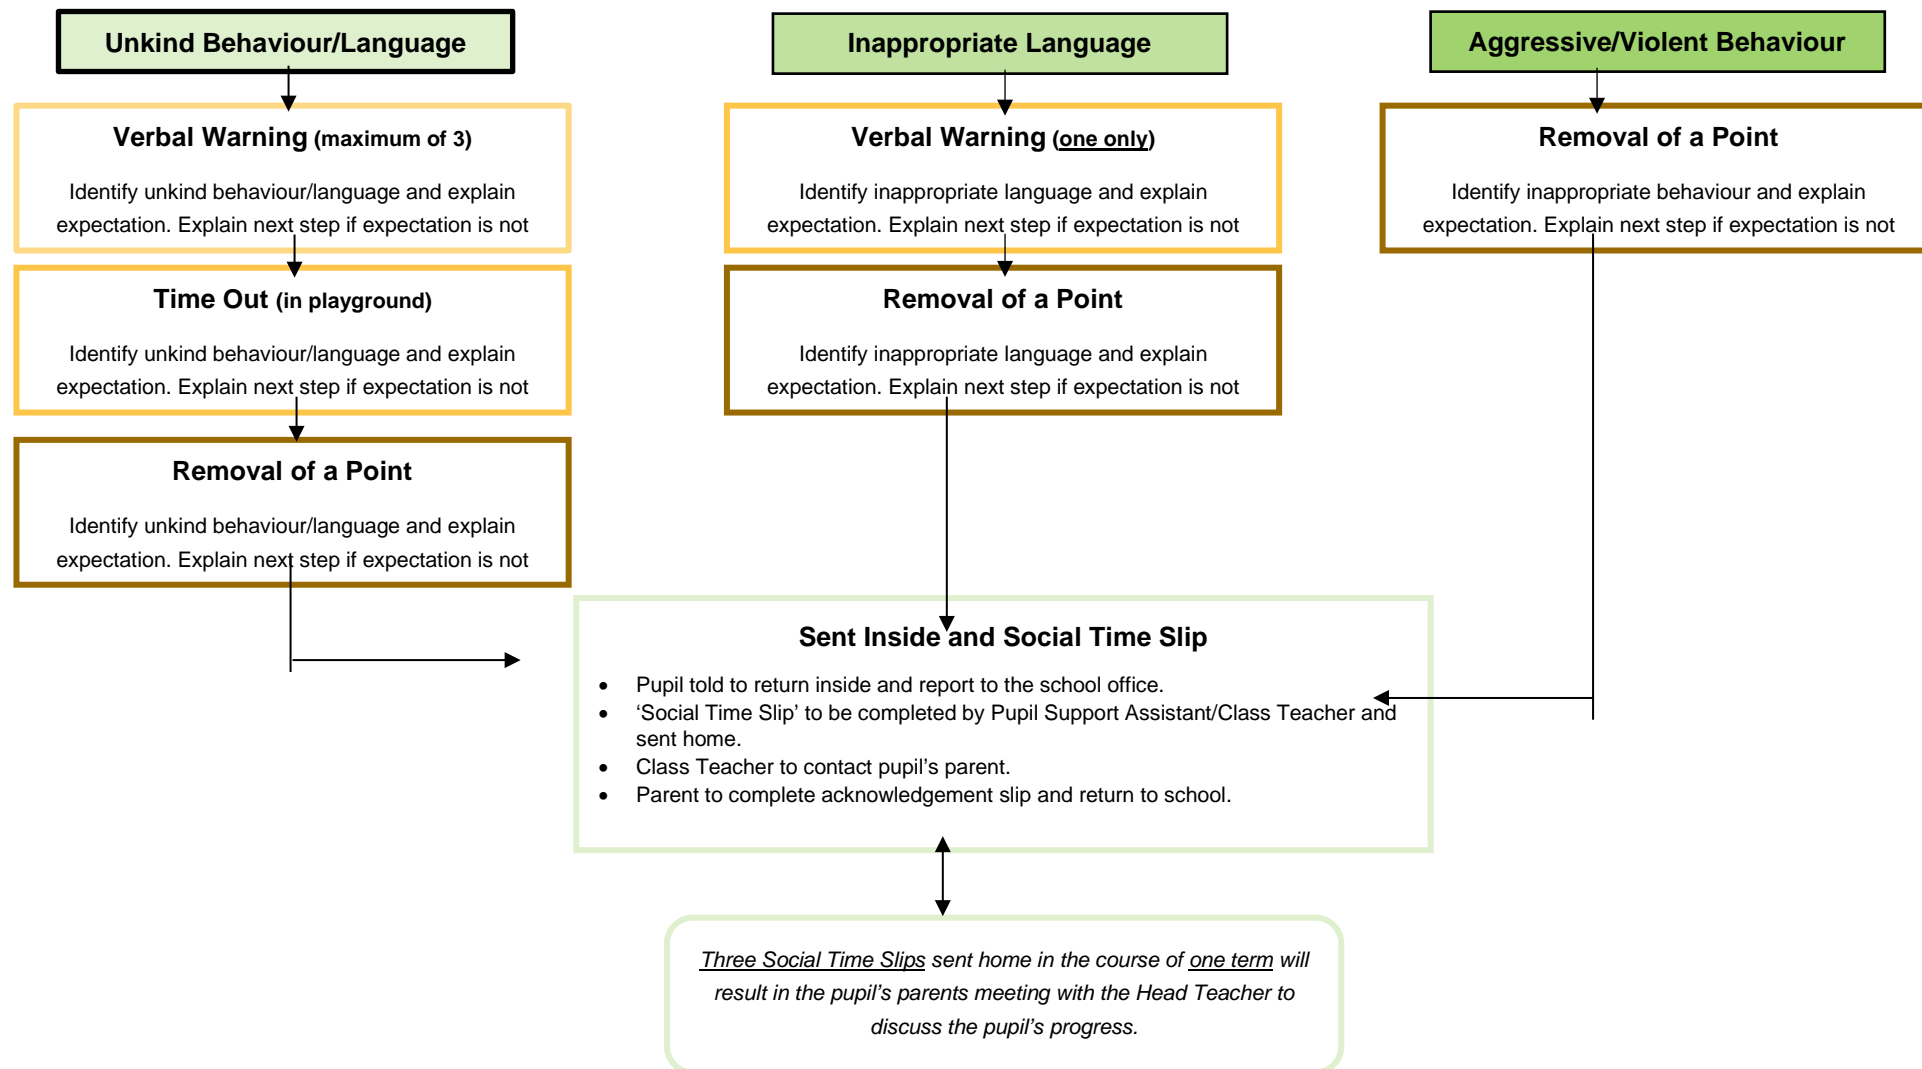 Unkind Behaviour/Language
Verbal Warning (maximum of 3)
Identify unkind behaviour/language and explain
expectation. Explain next step if expectation is not
Time Out (in playground)
Identify unkind behaviour/language and explain
expectation. Explain next step if expectation is not
Removal of a Point
Identify unkind behaviour/language and explain
expectation. Explain next step if expectation is not
Inappropriate Language
Verbal Warning (one only)
Identify inappropriate language and explain
expectation. Explain next step if expectation is not
Removal of a Point
Identify inappropriate language and explain
expectation. Explain next step if expectation is not
Aggressive/Violent Behaviour
Removal of a Point
Identify inappropriate behaviour and explain
expectation. Explain next step if expectation is not
Sent Inside and Social Time Slip
• Pupil told to return inside and report to the school office.
• ‘Social Time Slip’ to be completed by Pupil Support Assistant/Class Teacher and
sent home.
• Class Teacher to contact pupil’s parent.
• Parent to complete acknowledgement slip and return to school.
Three Social Time Slips sent home in the course of one term will
result in the pupil’s parents meeting with the Head Teacher to
discuss the pupil’s progress.